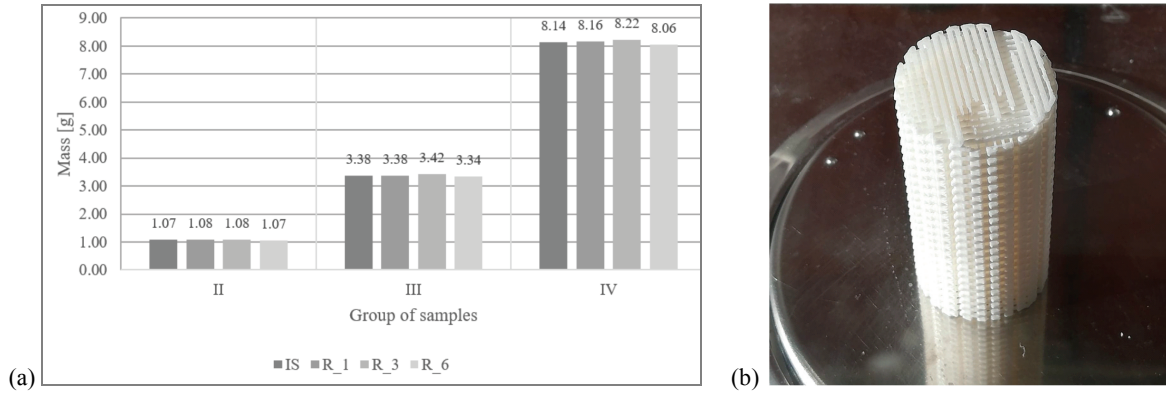 9.00
8.00
7.00
6.00
5.00
4.00
3.00
2.00
1.00
0.00
Mass [g]
1.07 1.08 1.08 1.07
3.38 3.38 3.42 3.34
8.14 8.16 8.22 8.06
II III IV
Group of samples
IS R_1 R_3 R_6
(a) (b)